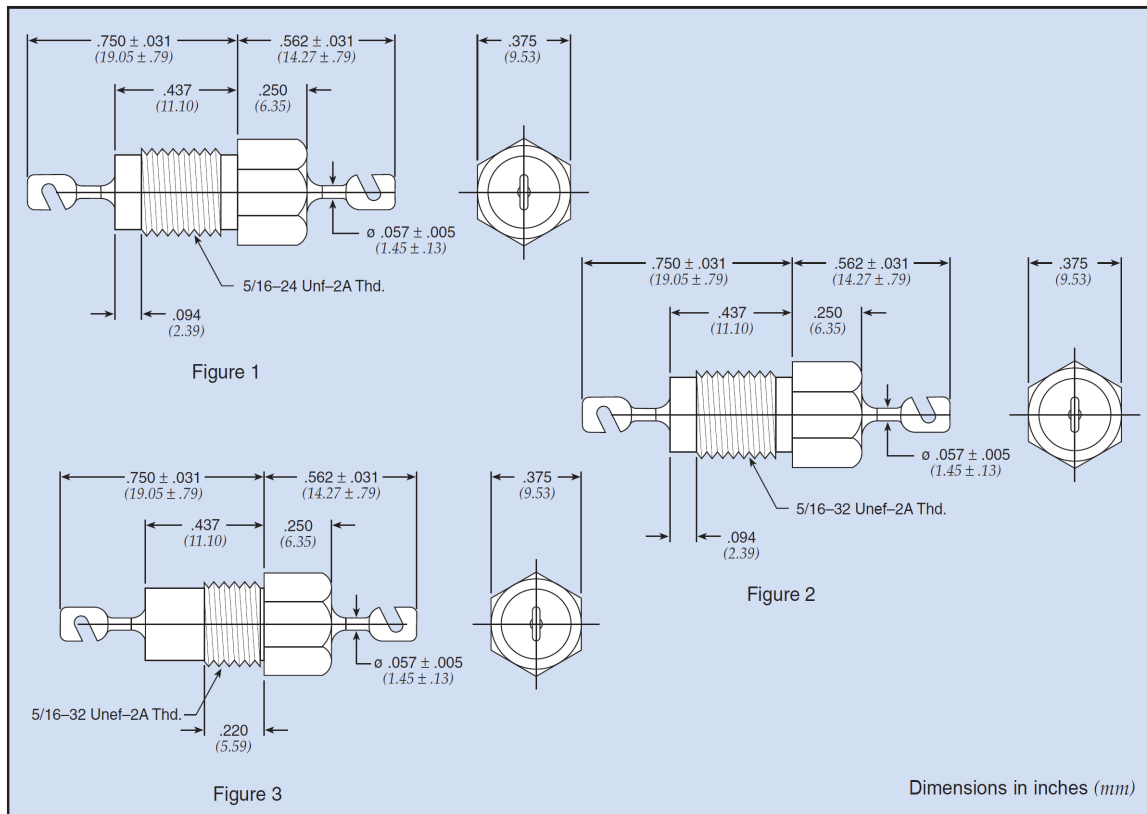 .750 ± .031
(19.05 ± .79)
.562 ± .031
(14.27 ± .79)
.375
(9.53)
.437
(11.10)
.250
(6.35)
ø .057 ± .005
(1.45 ± .13)
5/16–24 Unf–2A Thd.
.094
(2.39)
Figure 1
.750 ± .031
(19.05 ± .79)
.562 ± .031
(14.27 ± .79)
.375
(9.53)
.437
(11.10)
.250
(6.35)
ø .057 ± .005
(1.45 ± .13)
5/16–32 Unef–2A Thd.
.094
(2.39)
Figure 2
.750 ± .031
(19.05 ± .79)
.562 ± .031
(14.27 ± .79)
.375
(9.53)
.437
(11.10)
.250
(6.35)
ø .057 ± .005
(1.45 ± .13)
5/16–32 Unef–2A Thd.
.220
(5.59)
Figure 3
Dimensions in inches (mm)